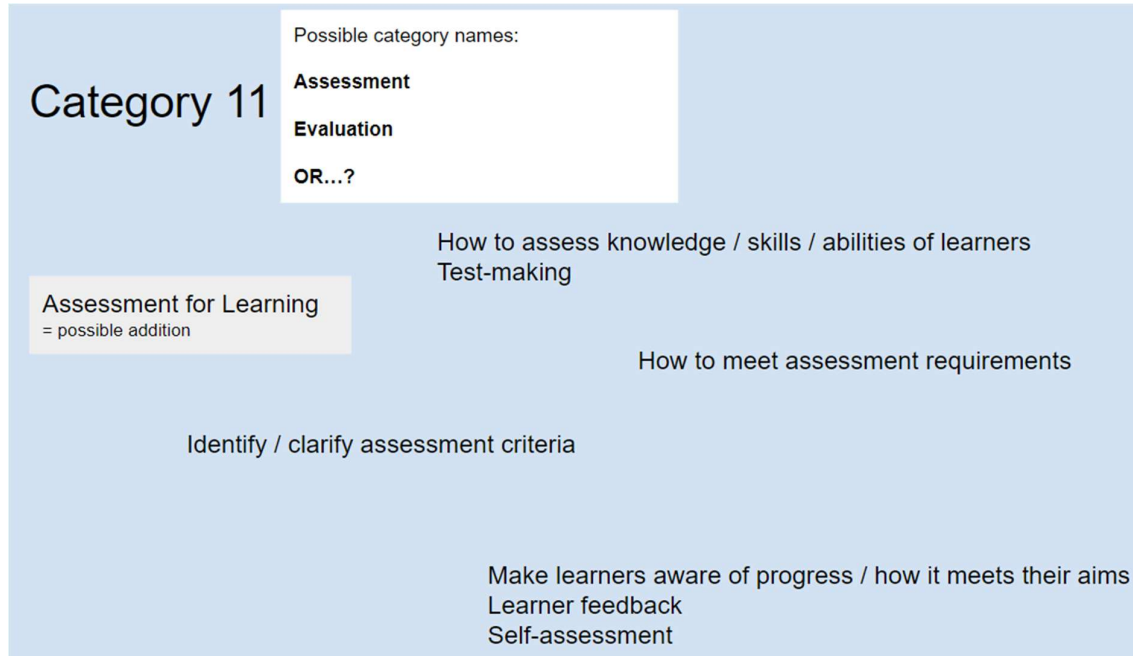 Category 11
Possible category names:
Assessment
Evaluation
OR...?
How to assess knowledge / skills / abilities of learners
Test-making
Assessment for Learning
= possible addition
How to meet assessment requirements
Identify / clarify assessment criteria
Make learners aware of progress / how it meets their aims
Learner feedback
Self-assessment